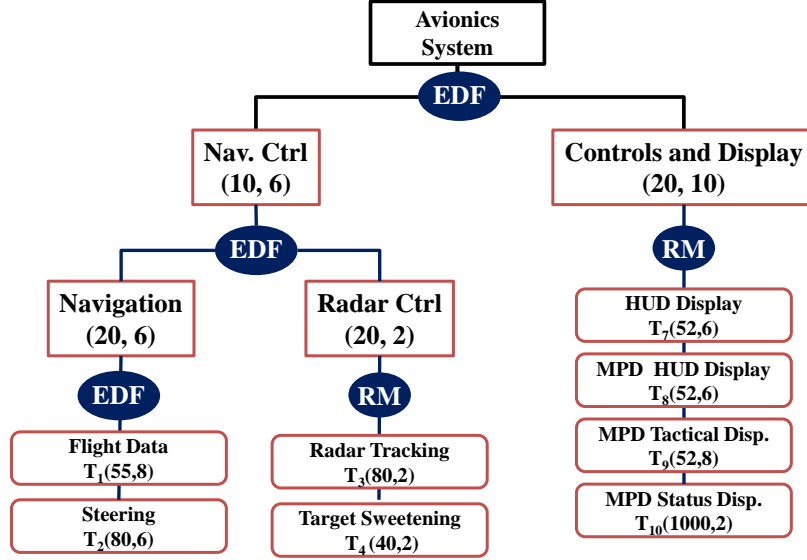 Avionics
System
EDF
Nav. Ctrl
(10, 6)
Controls and Display
(20, 10)
EDF
RM
Navigation
(20, 6)
Radar Ctrl
(20, 2)
HUD Display
T7(52,6)
MPD HUD Display
T8(52,6)
EDF
RM
MPD Tactical Disp.
T9(52,8)
Flight Data
T1(55,8)
Radar Tracking
T3(80,2)
MPD Status Disp.
T10(1000,2)
Steering
T2(80,6)
Target Sweetening
T4(40,2)